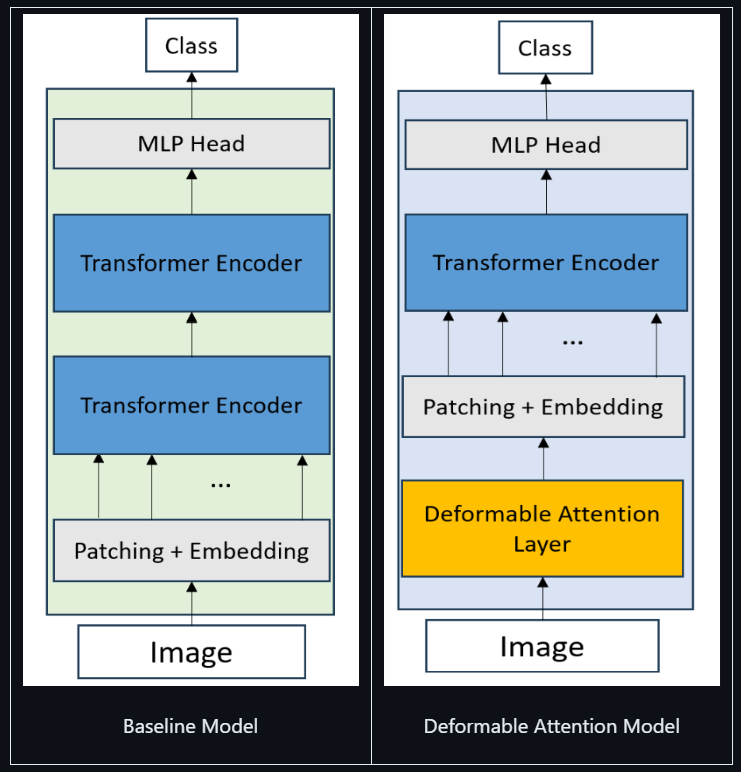 Class
MLP Head
Transformer Encoder
Transformer Encoder
...
Patching + Embedding
Image
Baseline Model
Class
MLP Head
Transformer Encoder
...
Patching + Embedding
Deformable Attention
Layer
Image
Deformable Attention Model